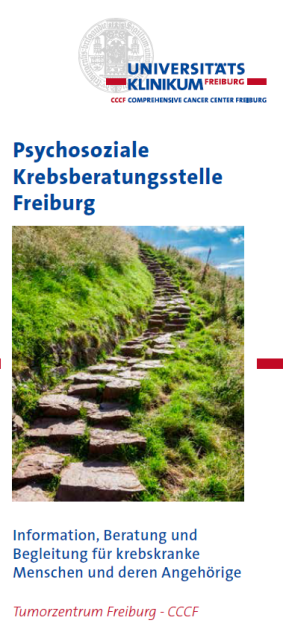 UNIVERSITÄTS
KLINIKUM FREIBURG
CCCF COMPREHENSIVE CANCER CENTER FREIBURG
Psychosoziale
Krebsberatungsstelle
Freiburg
Information, Beratung und
Begleitung für krebskranke
Menschen und deren Angehörige
Tumorzentrum Freiburg - CCCF